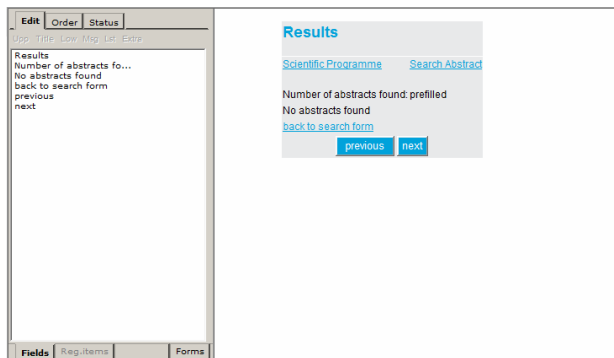 Edit Order Status
Upp Title Low Msg Lst Extra
Results
Number of abstracts fo...
No abstracts found
back to search form
previous
next
Fields Reg.items Forms
Results
Scientific Programme Search Abstract
Number of abstracts found: prefilled
No abstracts found
back to search form
previous next